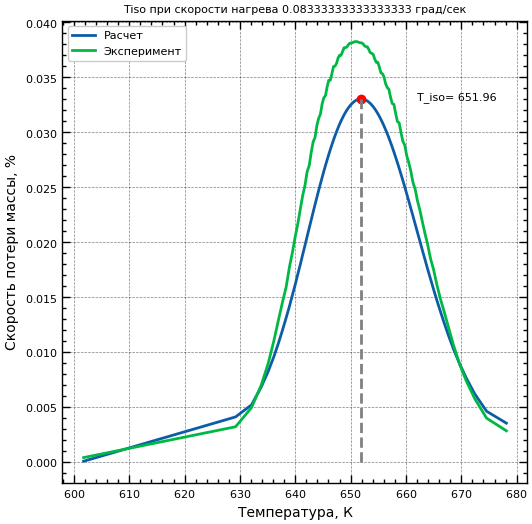 Tiso при скорости нагрева 0.08333333333333333 град/сек
Расчет
Эксперимент
T_iso= 651.96
Скорость потери массы, %
0.040
0.035
0.030
0.025
0.020
0.015
0.010
0.005
0.000
600 610 620 630 640 650 660 670 680
Температура, К